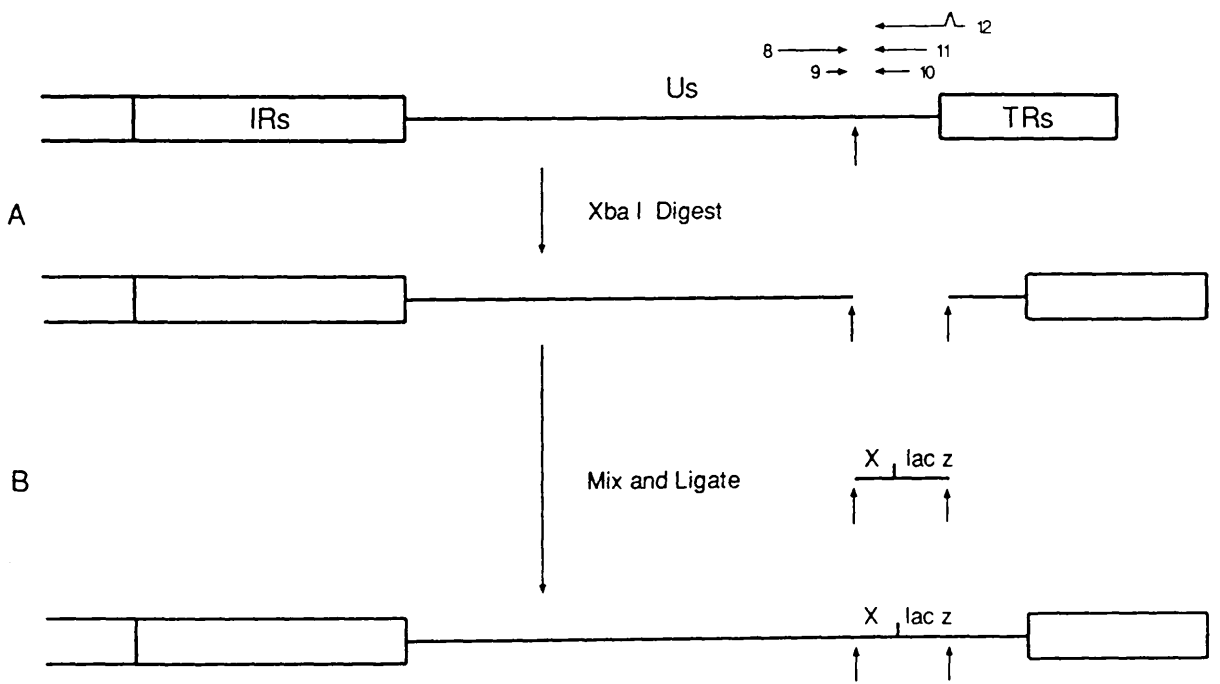 12
8 11
9 10
Us
IRs TRs
A Xba I Digest
X lac z
B Mix and Ligate
X lac z